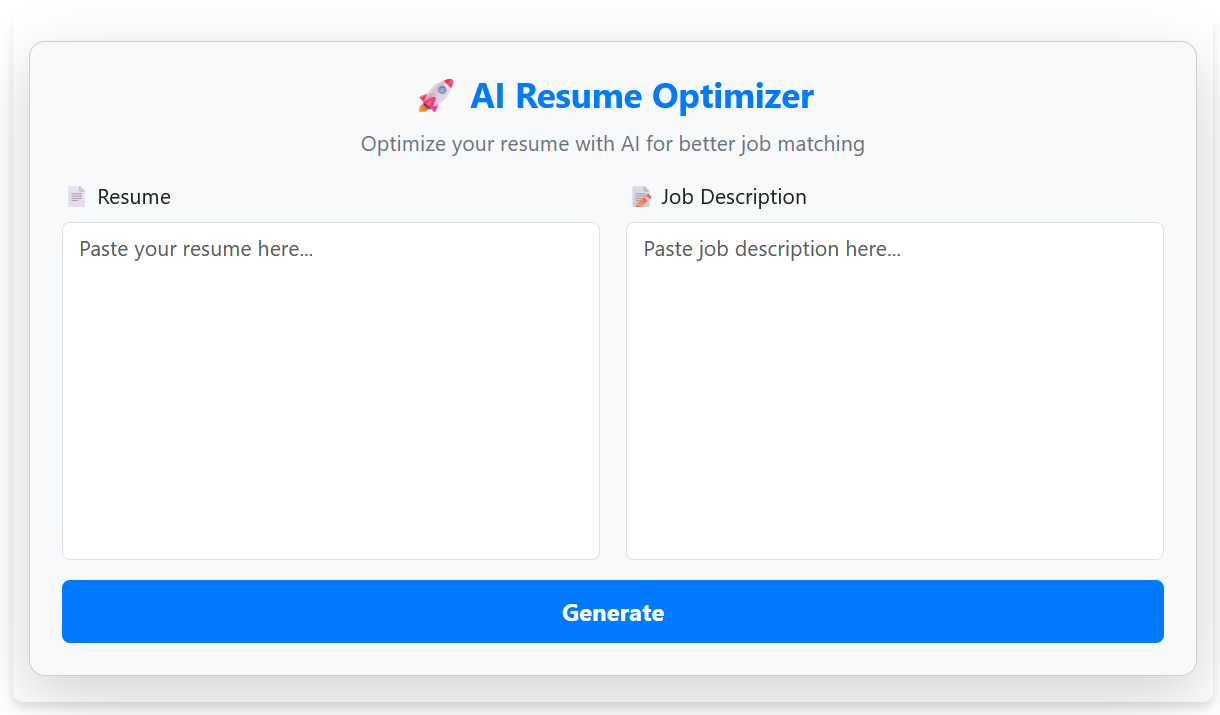 🚀 AI Resume Optimizer
Optimize your resume with AI for better job matching
📄 Resume
Paste your resume here...
📝 Job Description
Paste job description here...
Generate